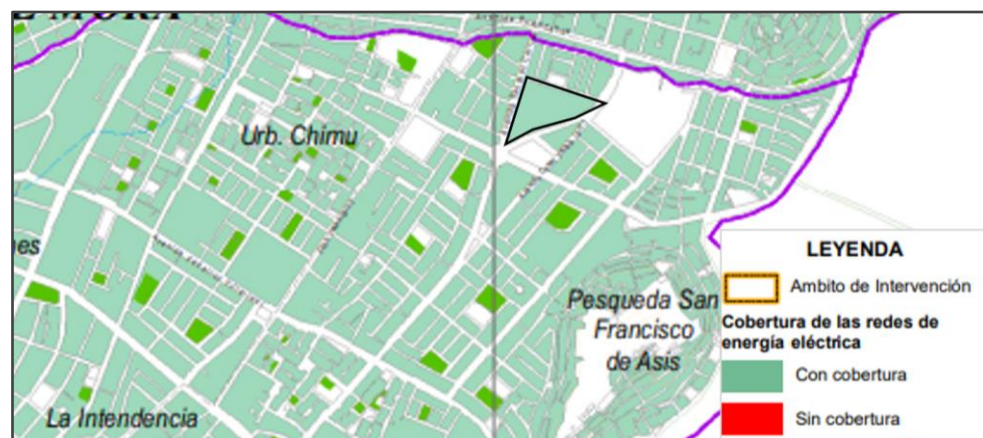 E MORA
Urb. Chimu
nes
La Intendencia
Pesqueda San
Francisco
de Asis
LEYENDA
Ambito de Intervención
Cobertura de las redes de
energía eléctrica
Con cobertura
Sin cobertura